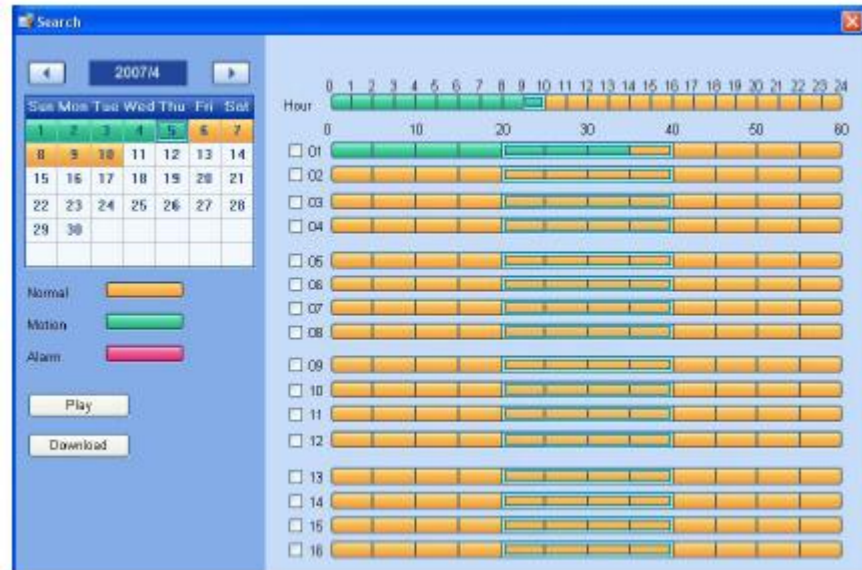 Search
2007/4
Sun Mon Tue Wed Thu Fri Sat
1 2 3 4 5 6 7
8 9 10 11 12 13 14
15 16 17 18 19 20 21
22 23 24 25 26 27 28
29 30
Normal
Motion
Alarm
Play
Download
0 1 2 3 4 5 6 7 8 9 10 11 12 13 14 15 16 17 18 19 20 21 22 23 24
Hour
0 10 20 30 40 50 60
01
02
03
04
05
06
07
08
09
10
11
12
13
14
15
16